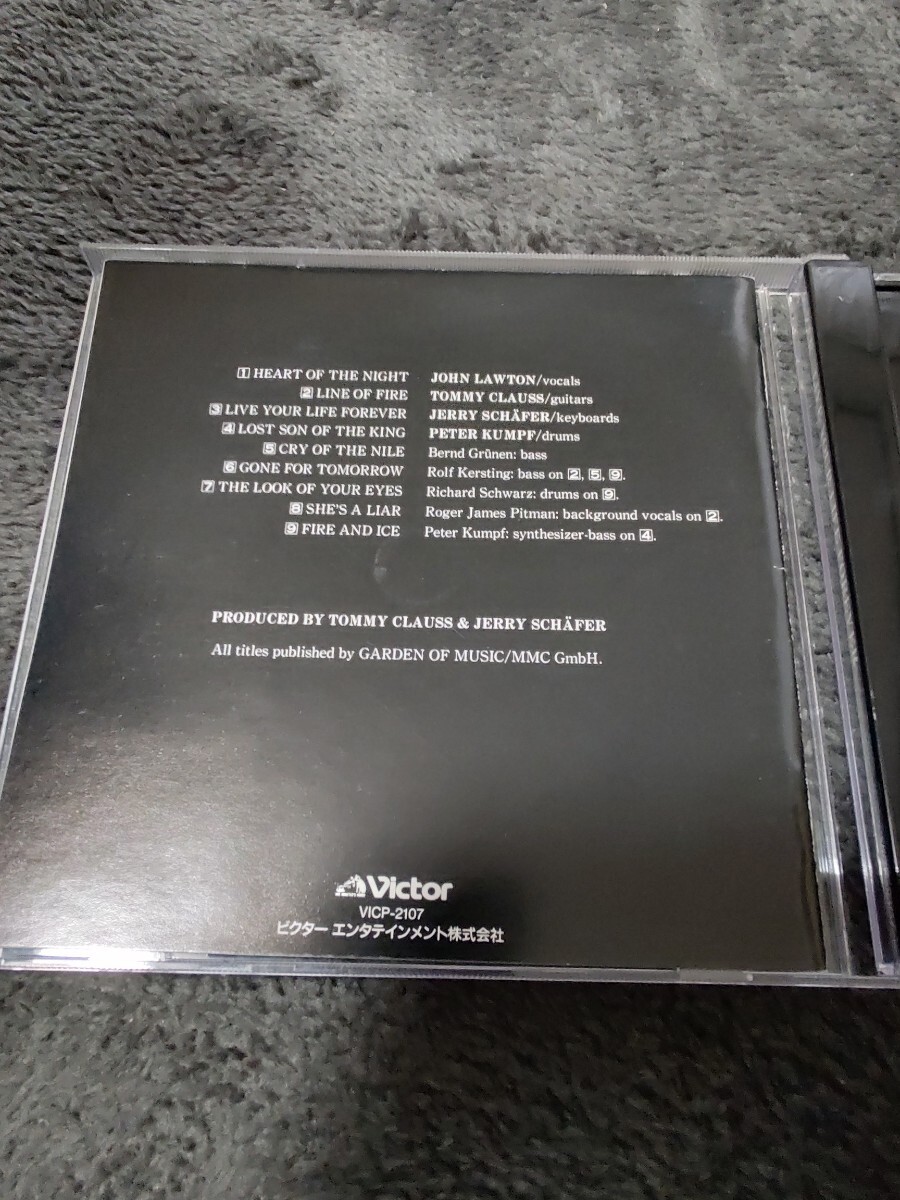 1 HEART OF THE NIGHT
2 LINE OF FIRE
3 LIVE YOUR LIFE FOREVER
4 LOST SON OF THE KING
5 CRY OF THE NILE
6 GONE FOR TOMORROW
7 THE LOOK OF YOUR EYES
8 SHE'S A LIAR
9 FIRE AND ICE
JOHN LAWTON/vocals
TOMMY CLAUSS/guitars
JERRY SCHÄFER/keyboards
PETER KUMPF/drums
Bernd Grünen: bass
Rolf Kersting: bass on 2, 5, 9.
Richard Schwarz: drums on 9.
Roger James Pitman: background vocals on 2.
Peter Kumpf: synthesizer-bass on 4.
PRODUCED BY TOMMY CLAUSS & JERRY SCHÄFER
All titles published by GARDEN OF MUSIC/MMC GmbH.
Victor
VICP-2107
ビクター エンタテインメント株式会社